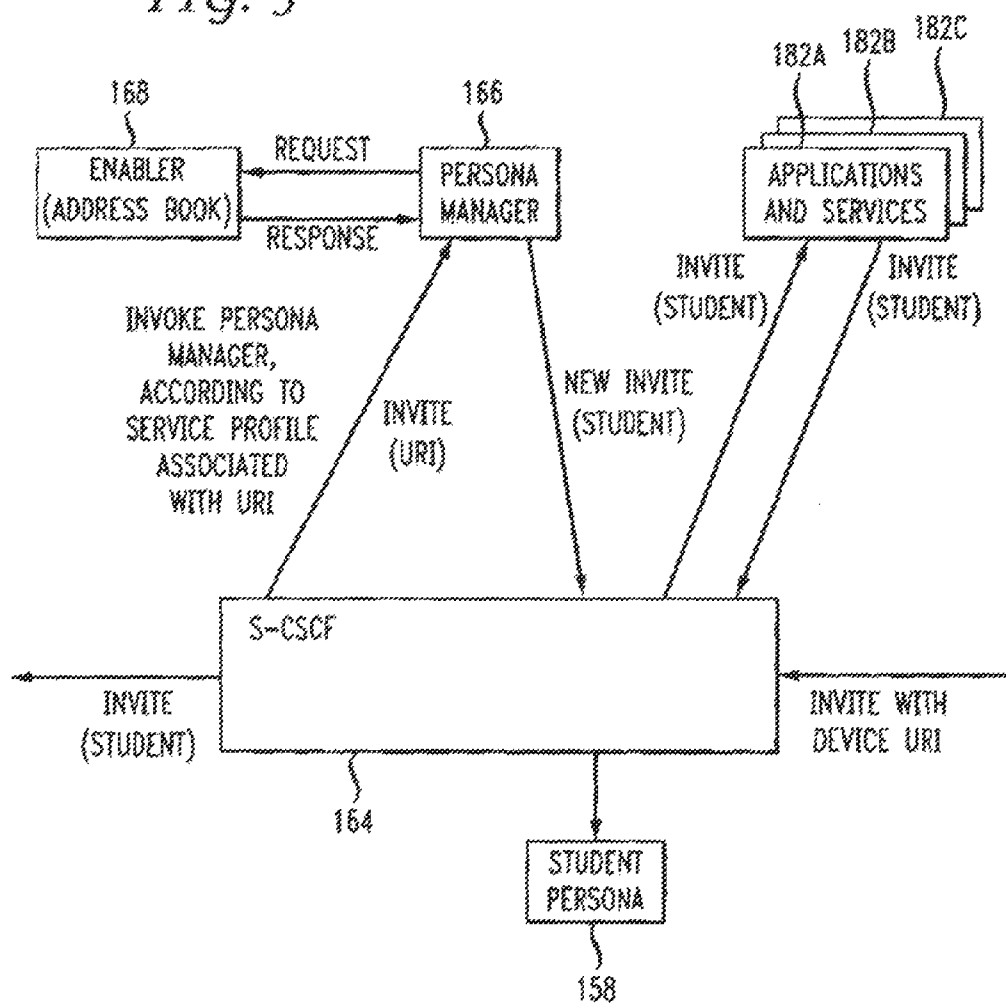 Fig. 5
168
ENABLER
(ADDRESS BOOK)
REQUEST
RESPONSE
166
PERSONA
MANAGER
182A
182B
182C
APPLICATIONS
AND SERVICES
INVOKE PERSONA
MANAGER,
ACCORDING TO
SERVICE PROFILE
ASSOCIATED
WITH URI
INVITE
(URI)
NEW INVITE
(STUDENT)
INVITE
(STUDENT)
INVITE
(STUDENT)
S-CSCF
INVITE
(STUDENT)
INVITE WITH
DEVICE URI
164
STUDENT
PERSONA
158